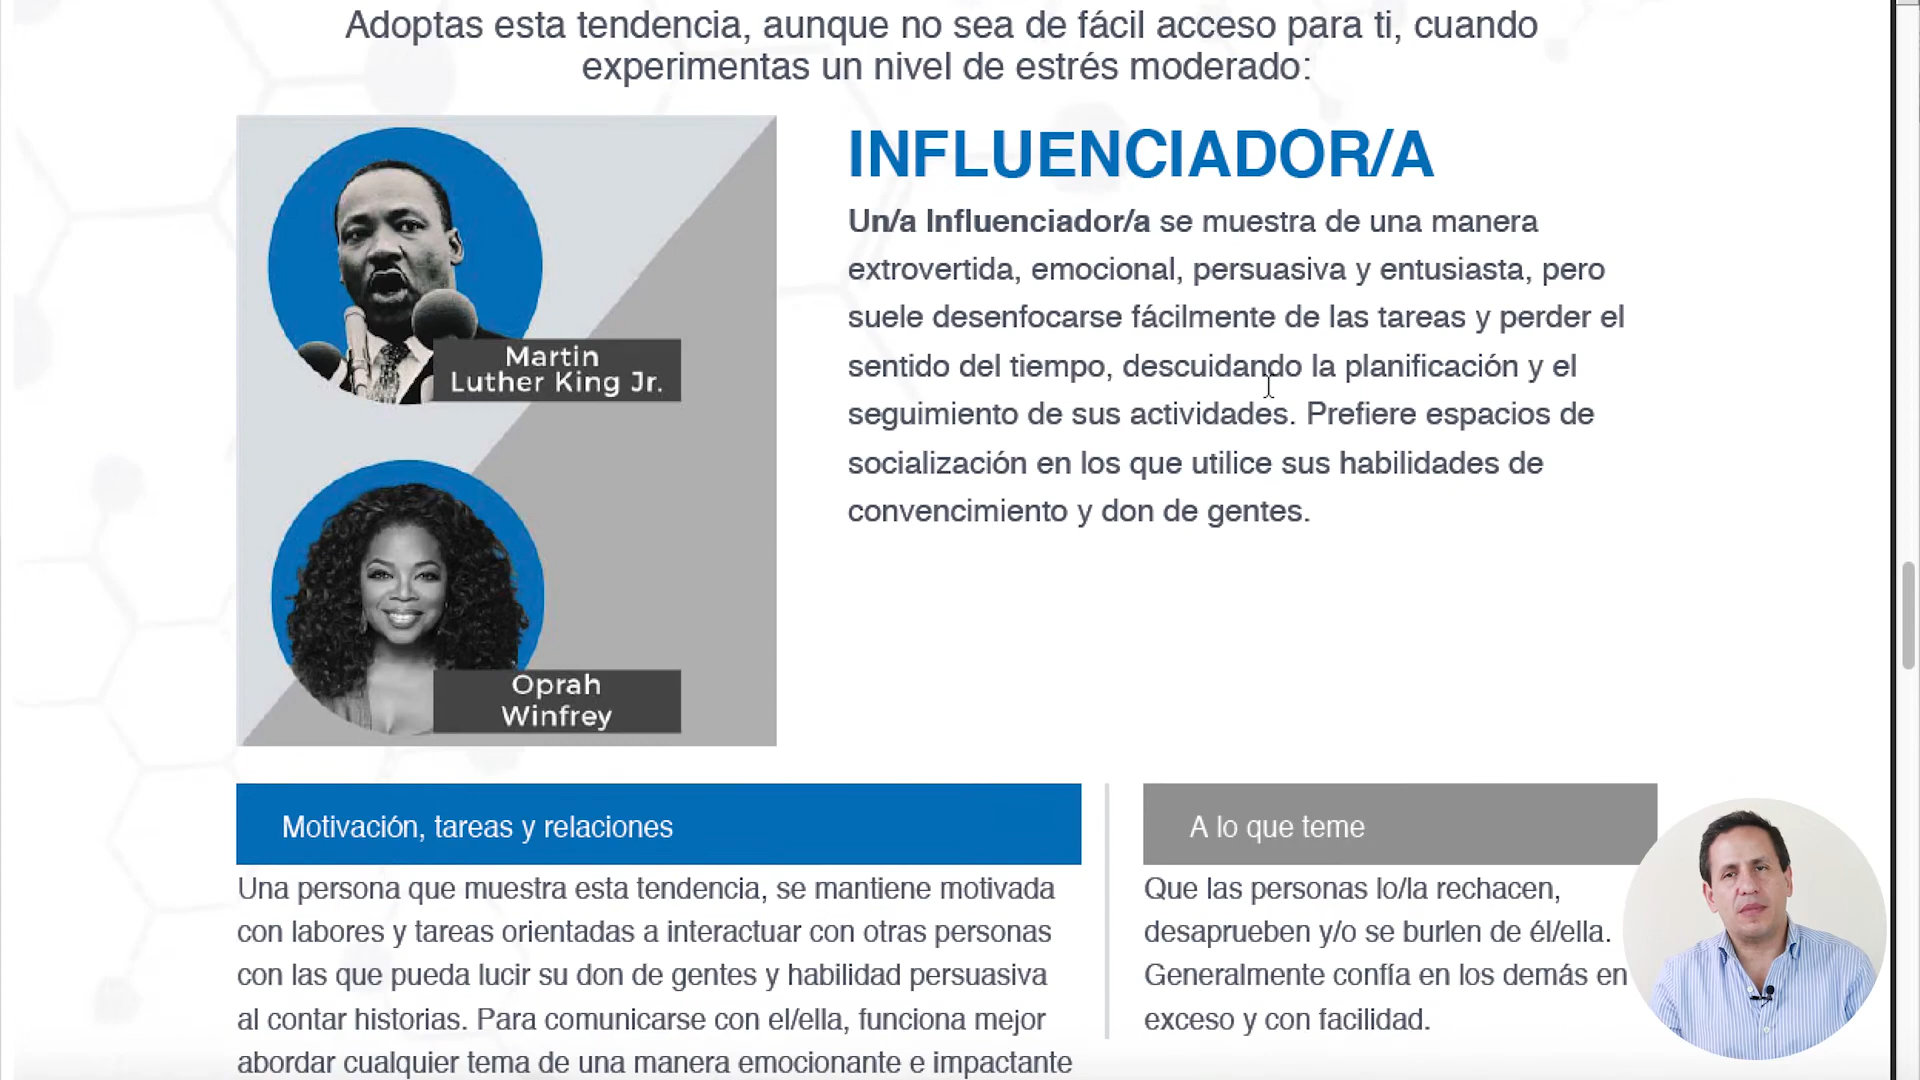 Adoptas esta tendencia, aunque no sea de fácil acceso para ti, cuando
experimentas un nivel de estrés moderado:
Martin
Luther King Jr.
Oprah
Winfrey
INFLUENCIADOR/A
Un/a Influenciador/a se muestra de una manera
extrovertida, emocional, persuasiva y entusiasta, pero
suele desenfocarse fácilmente de las tareas y perder el
sentido del tiempo, descuidando la planificación y el
seguimiento de sus actividades. Prefiere espacios de
socialización en los que utilice sus habilidades de
convencimiento y don de gentes.
Motivación, tareas y relaciones
Una persona que muestra esta tendencia, se mantiene motivada
con labores y tareas orientadas a interactuar con otras personas
con las que pueda lucir su don de gentes y habilidad persuasiva
al contar historias. Para comunicarse con el/ella, funciona mejor
abordar cualquier tema de una manera emocionante e impactante
A lo que teme
Que las personas lo/la rechacen,
desaprueben y/o se burlen de él/ella.
Generalmente confía en los demás en
exceso y con facilidad.